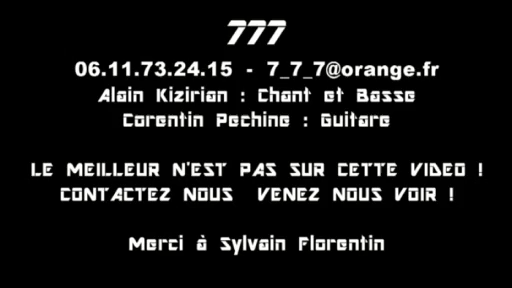 777
06.11.73.24.15 - 7_7_7@orange.fr
Alain Kizirian : Chant et Basse
Corentin Pechine : Guitare
LE MEILLEUR N'EST PAS SUR CETTE VIDEO !
CONTACTEZ NOUS VENEZ NOUS VOIR !
Merci à Sylvain Florentin